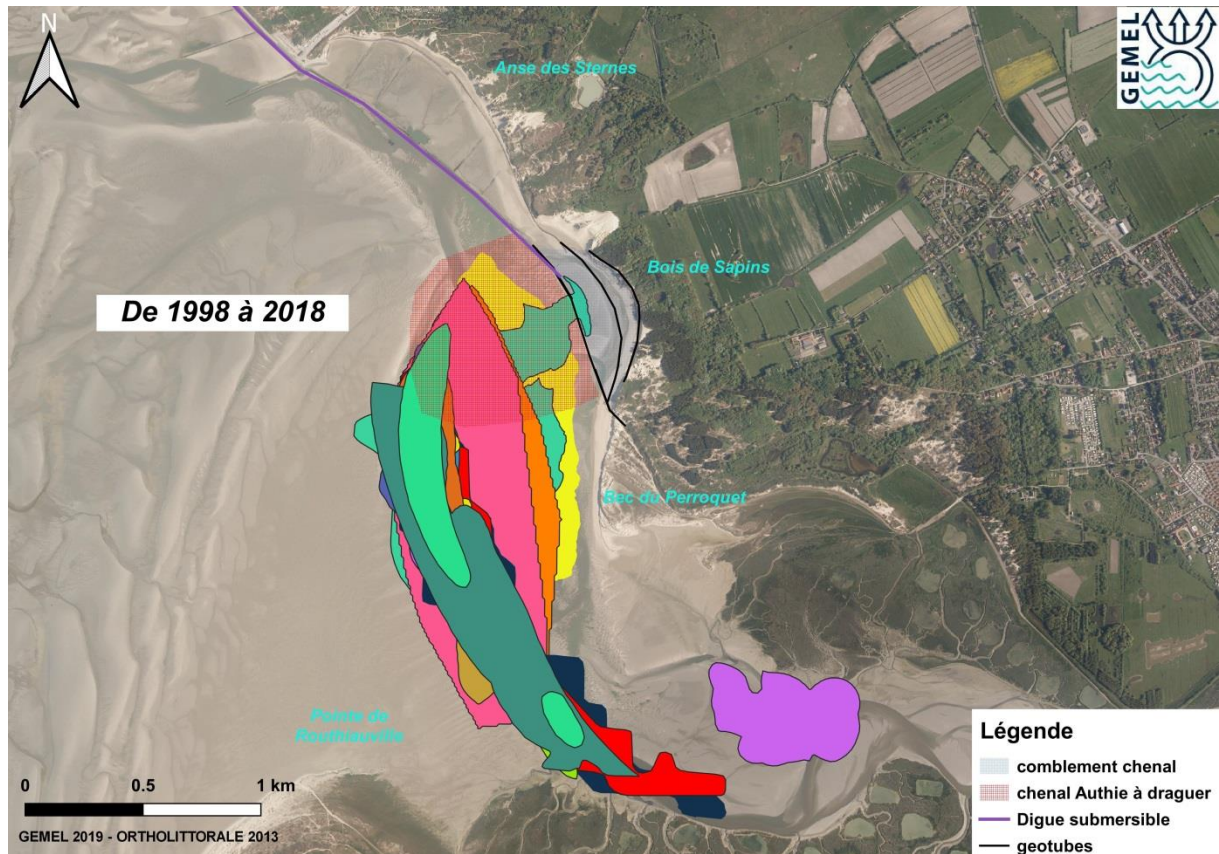 N
Anse des Sternes
GEMEL
De 1998 à 2018
Bois de Sapins
Bec du Perroquet
Pointe de
Routhiauville
0 0.5 1 km
GEMEL 2019 - ORTHOLITTORALE 2013
Légende
comblement chenal
chenal Authie à draguer
Digue submersible
geotubes